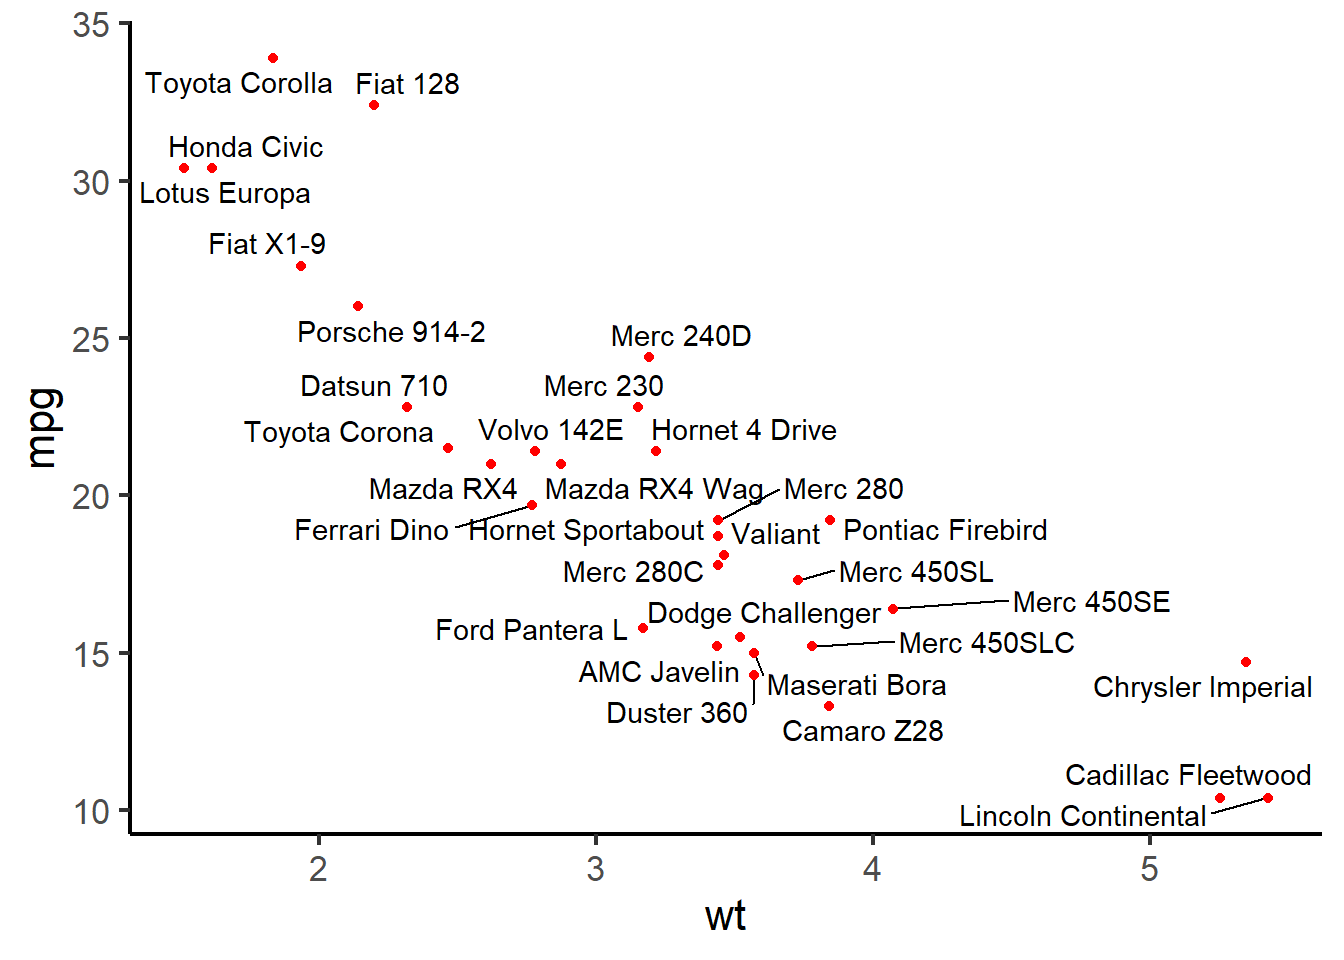 35
Toyota Corolla
Fiat 128
Honda Civic
30
Lotus Europa
Fiat X1-9
Porsche 914-2
25
Merc 240D
Datsun 710
Merc 230
Toyota Corona
Volvo 142E
Hornet 4 Drive
mpg
20
Mazda RX4
Mazda RX4 Wag
Merc 280
Ferrari Dino
Hornet Sportabout
Valiant
Pontiac Firebird
Merc 280C
Merc 450SL
Dodge Challenger
Merc 450SE
Ford Pantera L
Merc 450SLC
15
AMC Javelin
Maserati Bora
Chrysler Imperial
Duster 360
Camaro Z28
Cadillac Fleetwood
10
Lincoln Continental
2
3
4
5
wt